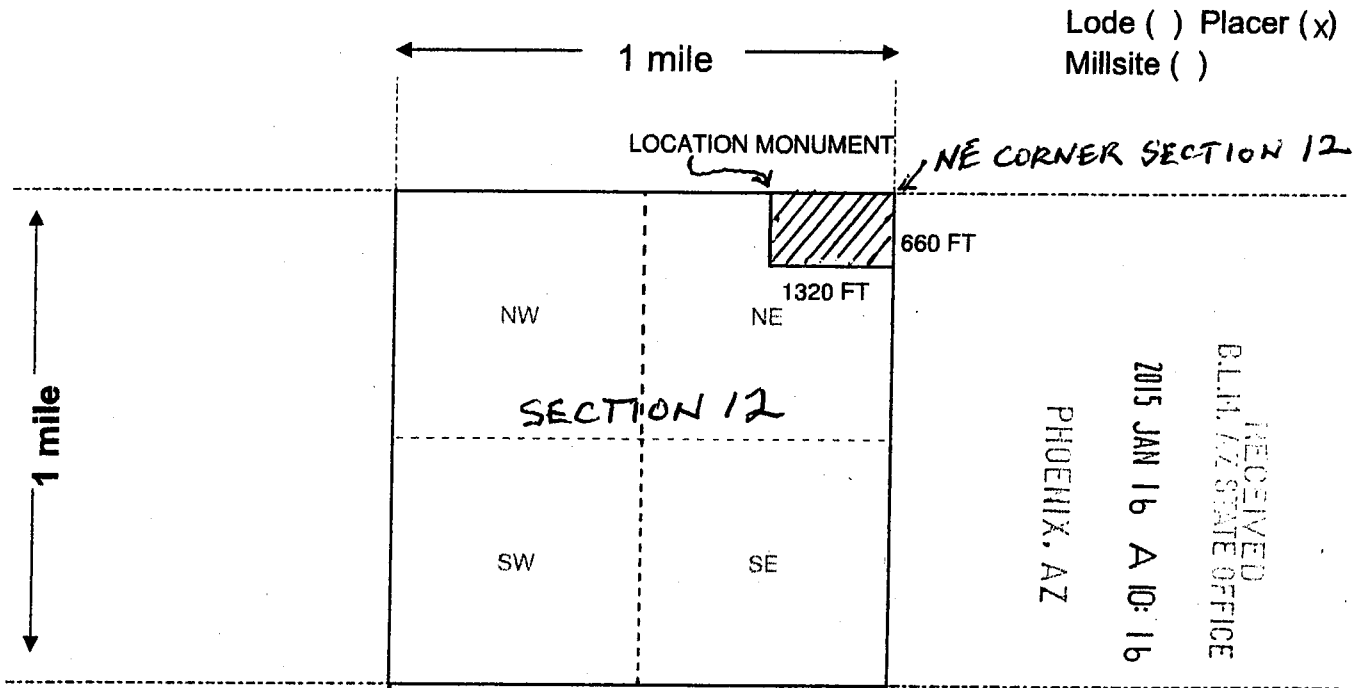 Lode ( ) Placer (x)
Millsite ( )
1 mile
LOCATION MONUMENT
NE CORNER SECTION 12
660 FT
1320 FT
NW
NE
1 mile
SECTION 12
SW
SE
RECEIVED
B.L.M. AZ STATE OFFICE
2015 JAN 16 A 10: 16
PHOENIX, AZ